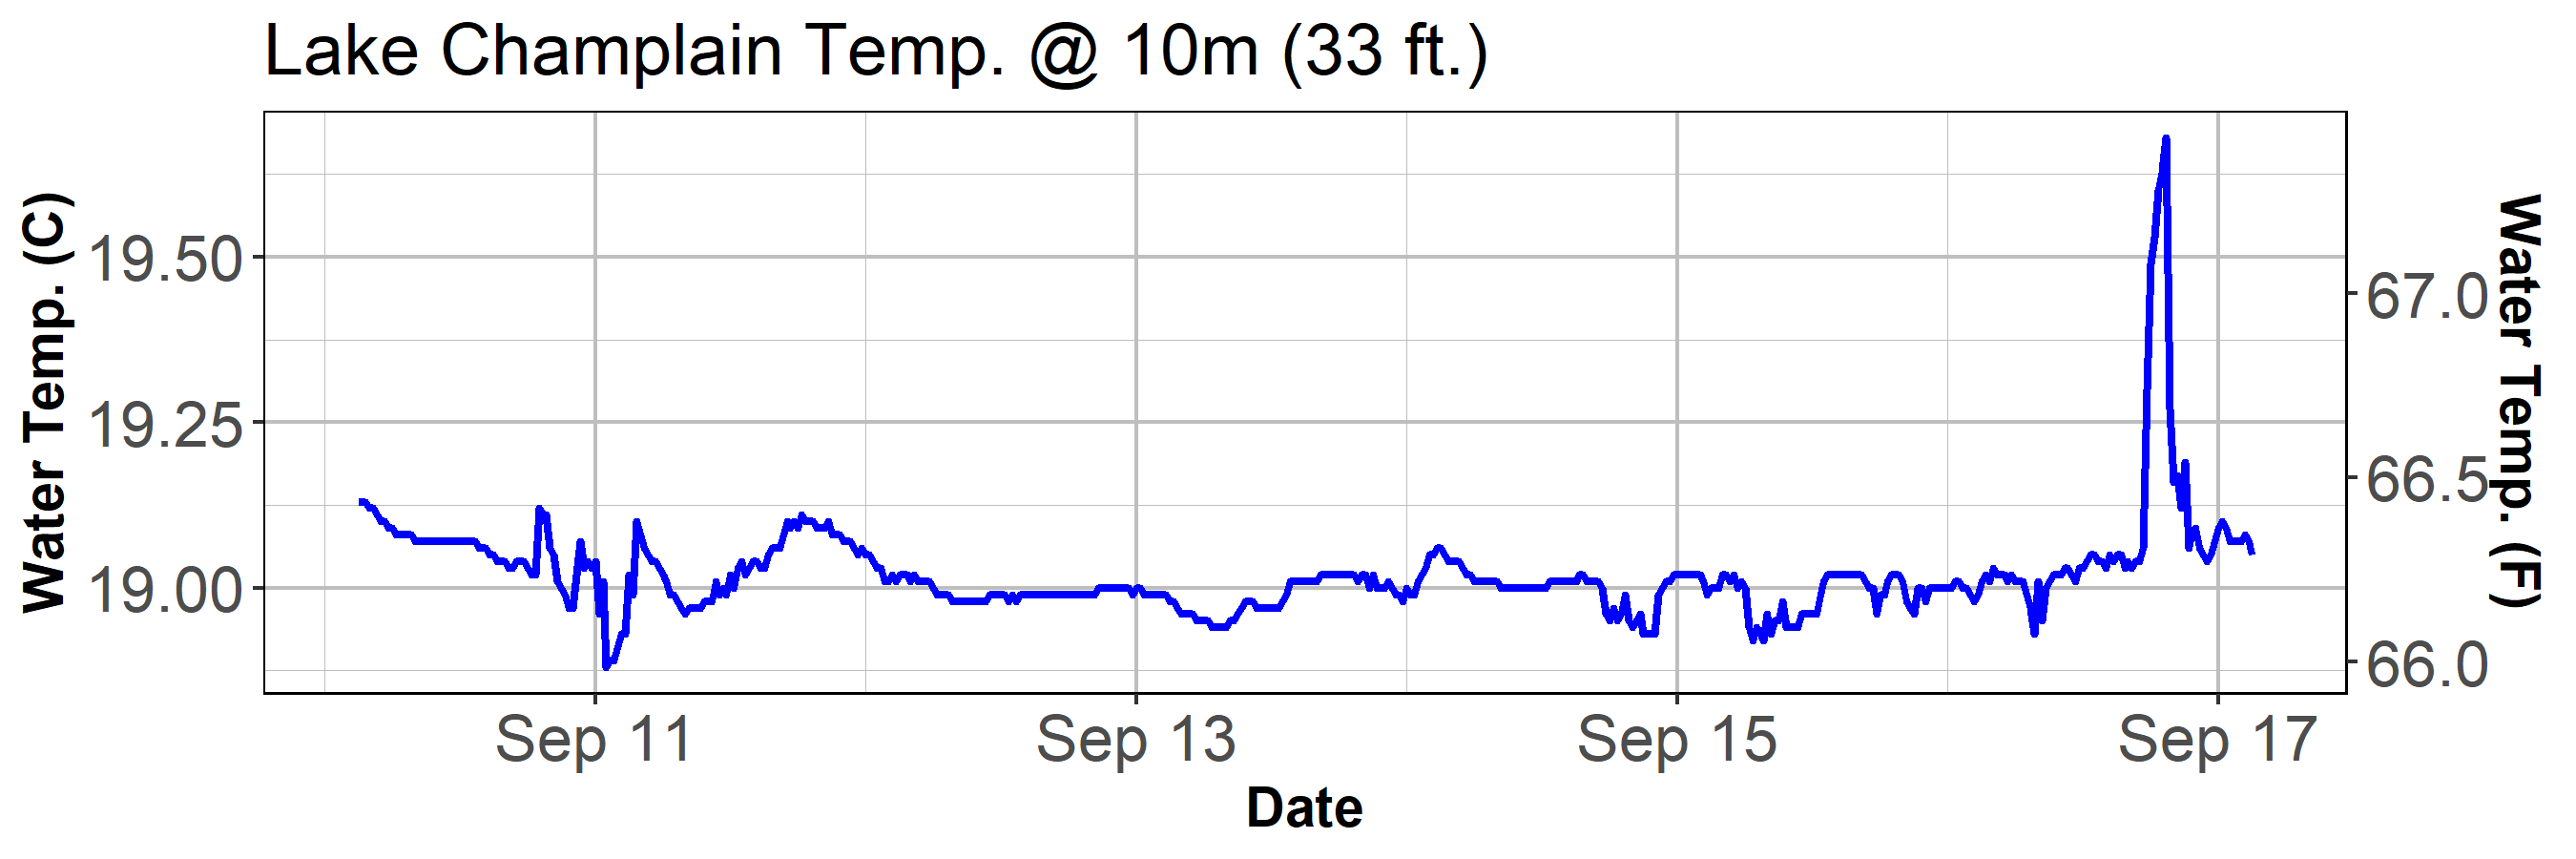 Lake Champlain Temp. @ 10m (33 ft.)
Water Temp. (C)
19.50
19.25
19.00
67.0
66.5
66.0
Water Temp. (F)
Sep 11
Sep 13
Sep 15
Sep 17
Date